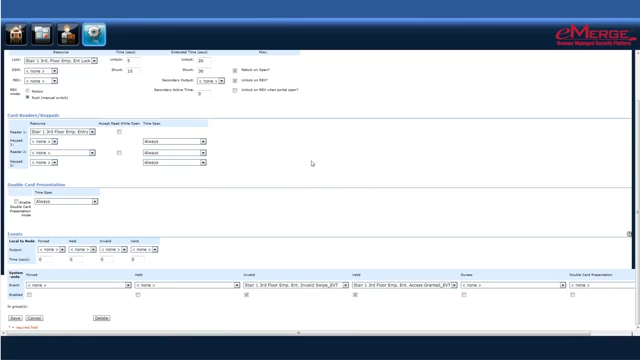 eMerge
Browser Managed Security Platform
Resource Time (secs) Extended Time (secs) Misc
Lock: Stair 1 3rd. Floor Emp. Ent Lock Unlock: 5 Unlock: 20
DSM: < none > Shunt: 10 Shunt: 30 Relock on Open?
REX: < none > Secondary Output: < none > Unlock on REX?
REX mode: Motion Secondary Active Time: 0 Unlock on REX when portal open?
Push (manual switch)
Card Readers/Keypads
Resource Accept Read While Open Time Spec
Reader 1: Stair 1 3rd Floor Emp. Entry
Keypad 1: < none > Always
Reader 2: < none > Always
Keypad 2: < none > Always
Double Card Presentation
Time Spec
Enable Double Card Presentation mode Always
Events
Local to Node Forced Held Invalid Valid
Output: < none > < none > < none > < none >
Time (secs): 0 0 0 0
System-wide Forced Held Invalid Valid Duress Double Card Presentation
Event: < none > < none > Stair 1 3rd Floor Emp. Ent. Invalid Swipe_EVT Stair 1 3rd Floor Emp. Ent. Access Granted_EVT < none > < none >
Enabled
In group(s):
Save Cancel Delete
* = required field